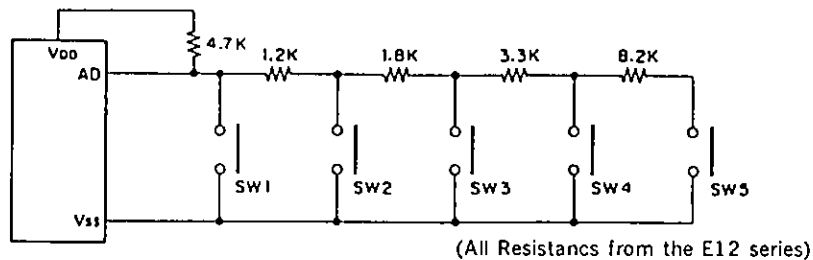 VDD
4.7K
AD
1.2K
1.8K
3.3K
8.2K
SW1
SW2
SW3
SW4
SW5
Vss
(All Resistancs from the E12 series)